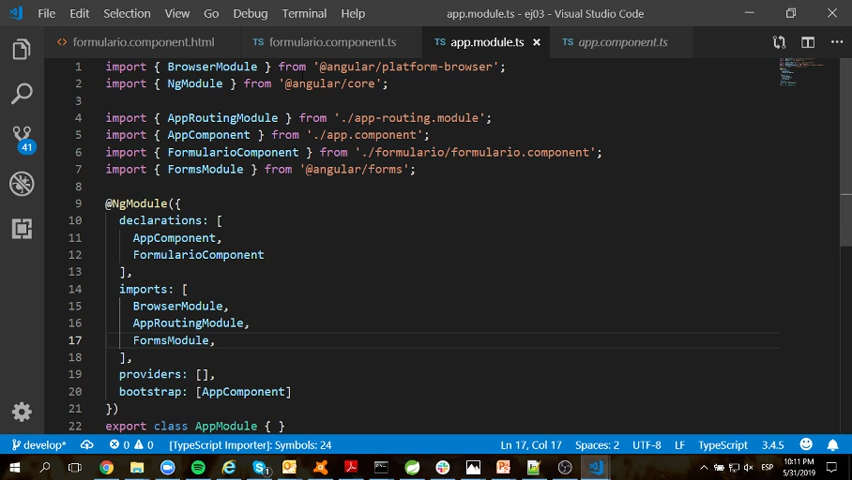 File Edit Selection View Go Debug Terminal Help app.module.ts - ej03 - Visual Studio Code
formulario.component.html TS formulario.component.ts TS app.module.ts × TS app.component.ts
1 import { BrowserModule } from '@angular/platform-browser';
2 import { NgModule } from '@angular/core';
3
4 import { AppRoutingModule } from './app-routing.module';
5 import { AppComponent } from './app.component';
6 import { FormularioComponent } from './formulario/formulario.component';
7 import { FormsModule } from '@angular/forms';
8
9 @NgModule({
10 declarations: [
11 AppComponent,
12 FormularioComponent
13 ],
14 imports: [
15 BrowserModule,
16 AppRoutingModule,
17 FormsModule,
18 ],
19 providers: [],
20 bootstrap: [AppComponent]
21 })
22 export class AppModule { }
41
develop* 0 0 [TypeScript Importer]: Symbols: 24 Ln 17, Col 17 Spaces: 2 UTF-8 LF TypeScript 3.4.5
ESP 10:11 PM
5/31/2019